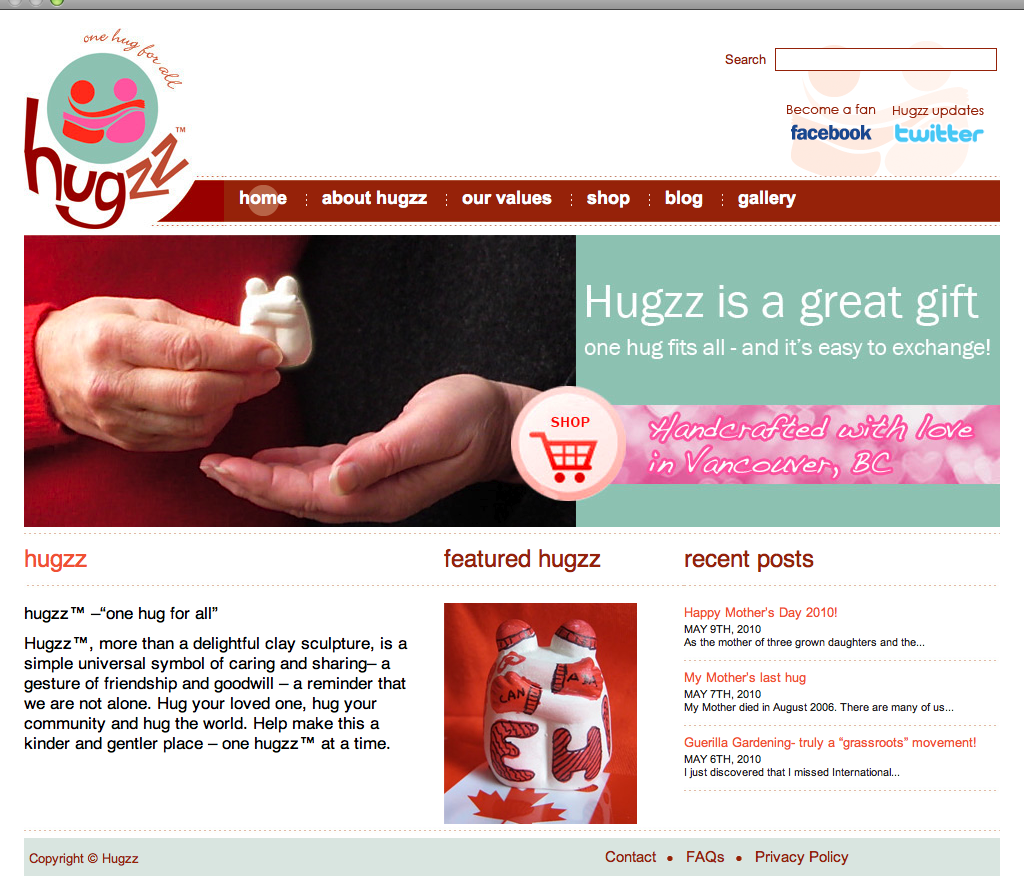 one hug for all
hugzz™
Search
Become a fan
facebook
Hugzz updates
twitter
home
about hugzz
our values
shop
blog
gallery
Hugzz is a great gift
one hug fits all - and it's easy to exchange!
SHOP
Handcrafted with love
in Vancouver, BC
hugzz
hugzz™ –“one hug for all”
Hugzz™, more than a delightful clay sculpture, is a
simple universal symbol of caring and sharing– a
gesture of friendship and goodwill – a reminder that
we are not alone. Hug your loved one, hug your
community and hug the world. Help make this a
kinder and gentler place – one hugzz™ at a time.
featured hugzz
CAN
EH
recent posts
Happy Mother’s Day 2010!
MAY 9TH, 2010
As the mother of three grown daughters and the...
My Mother’s last hug
MAY 7TH, 2010
My Mother died in August 2006. There are many of us...
Guerilla Gardening- truly a “grassroots” movement!
MAY 6TH, 2010
I just discovered that I missed International...
Copyright © Hugzz
Contact • FAQs • Privacy Policy